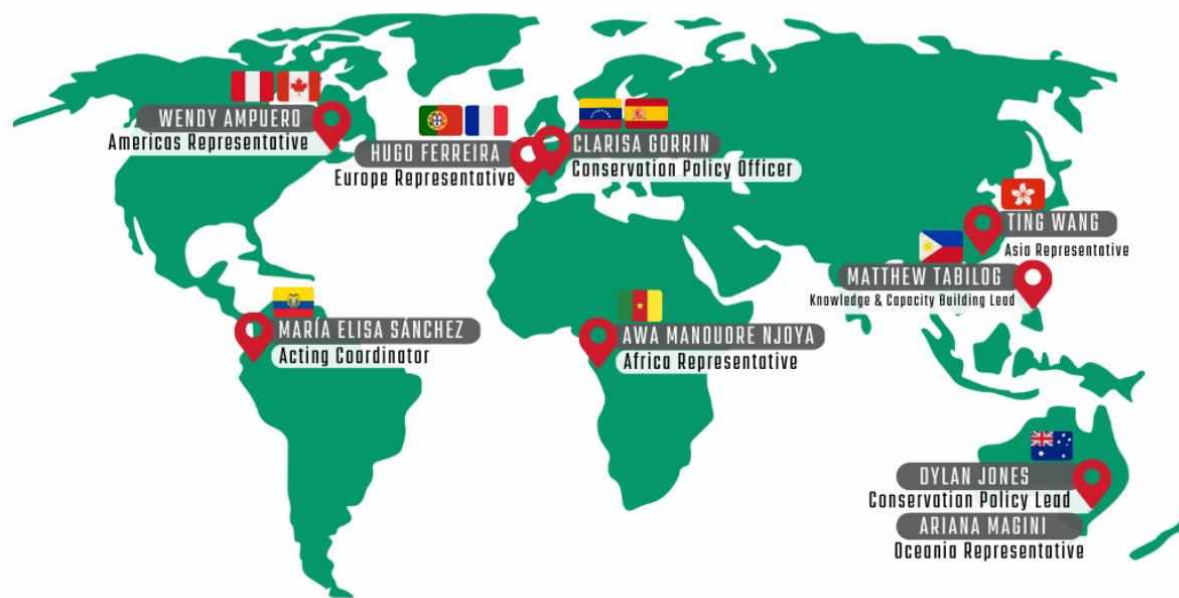 WENDY AMPUERO
Americas Representative
HUGO FERREIRA
Europe Representative
CLARISA GORRIN
Conservation Policy Officer
TING WANG
Asia Representative
MATTHEW TABILOG
Knowledge & Capacity Building Lead
MARÍA ELISA SÁNCHEZ
Acting Coordinator
AWA MANOUORE NJOYA
Africa Representative
DYLAN JONES
Conservation Policy Lead
ARIANA MAGINI
Oceania Representative